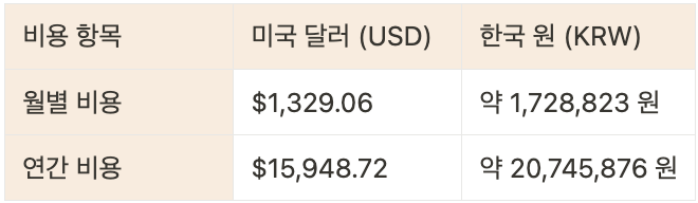 비용 항목 미국 달러 (USD) 한국 원 (KRW)
월별 비용 $1,329.06 약 1,728,823 원
연간 비용 $15,948.72 약 20,745,876 원